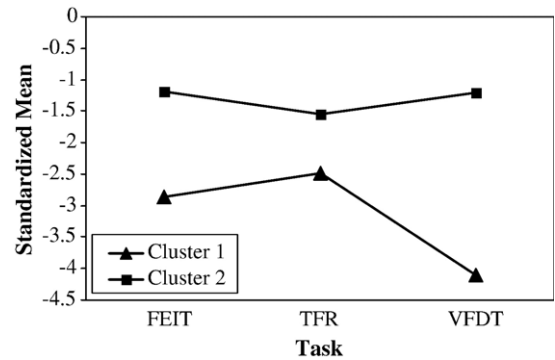 0
-0.5
-1
-1.5
-2
-2.5
-3
-3.5
-4
-4.5
Standardized Mean
Cluster 1
Cluster 2
FEIT TFR VFDT
Task